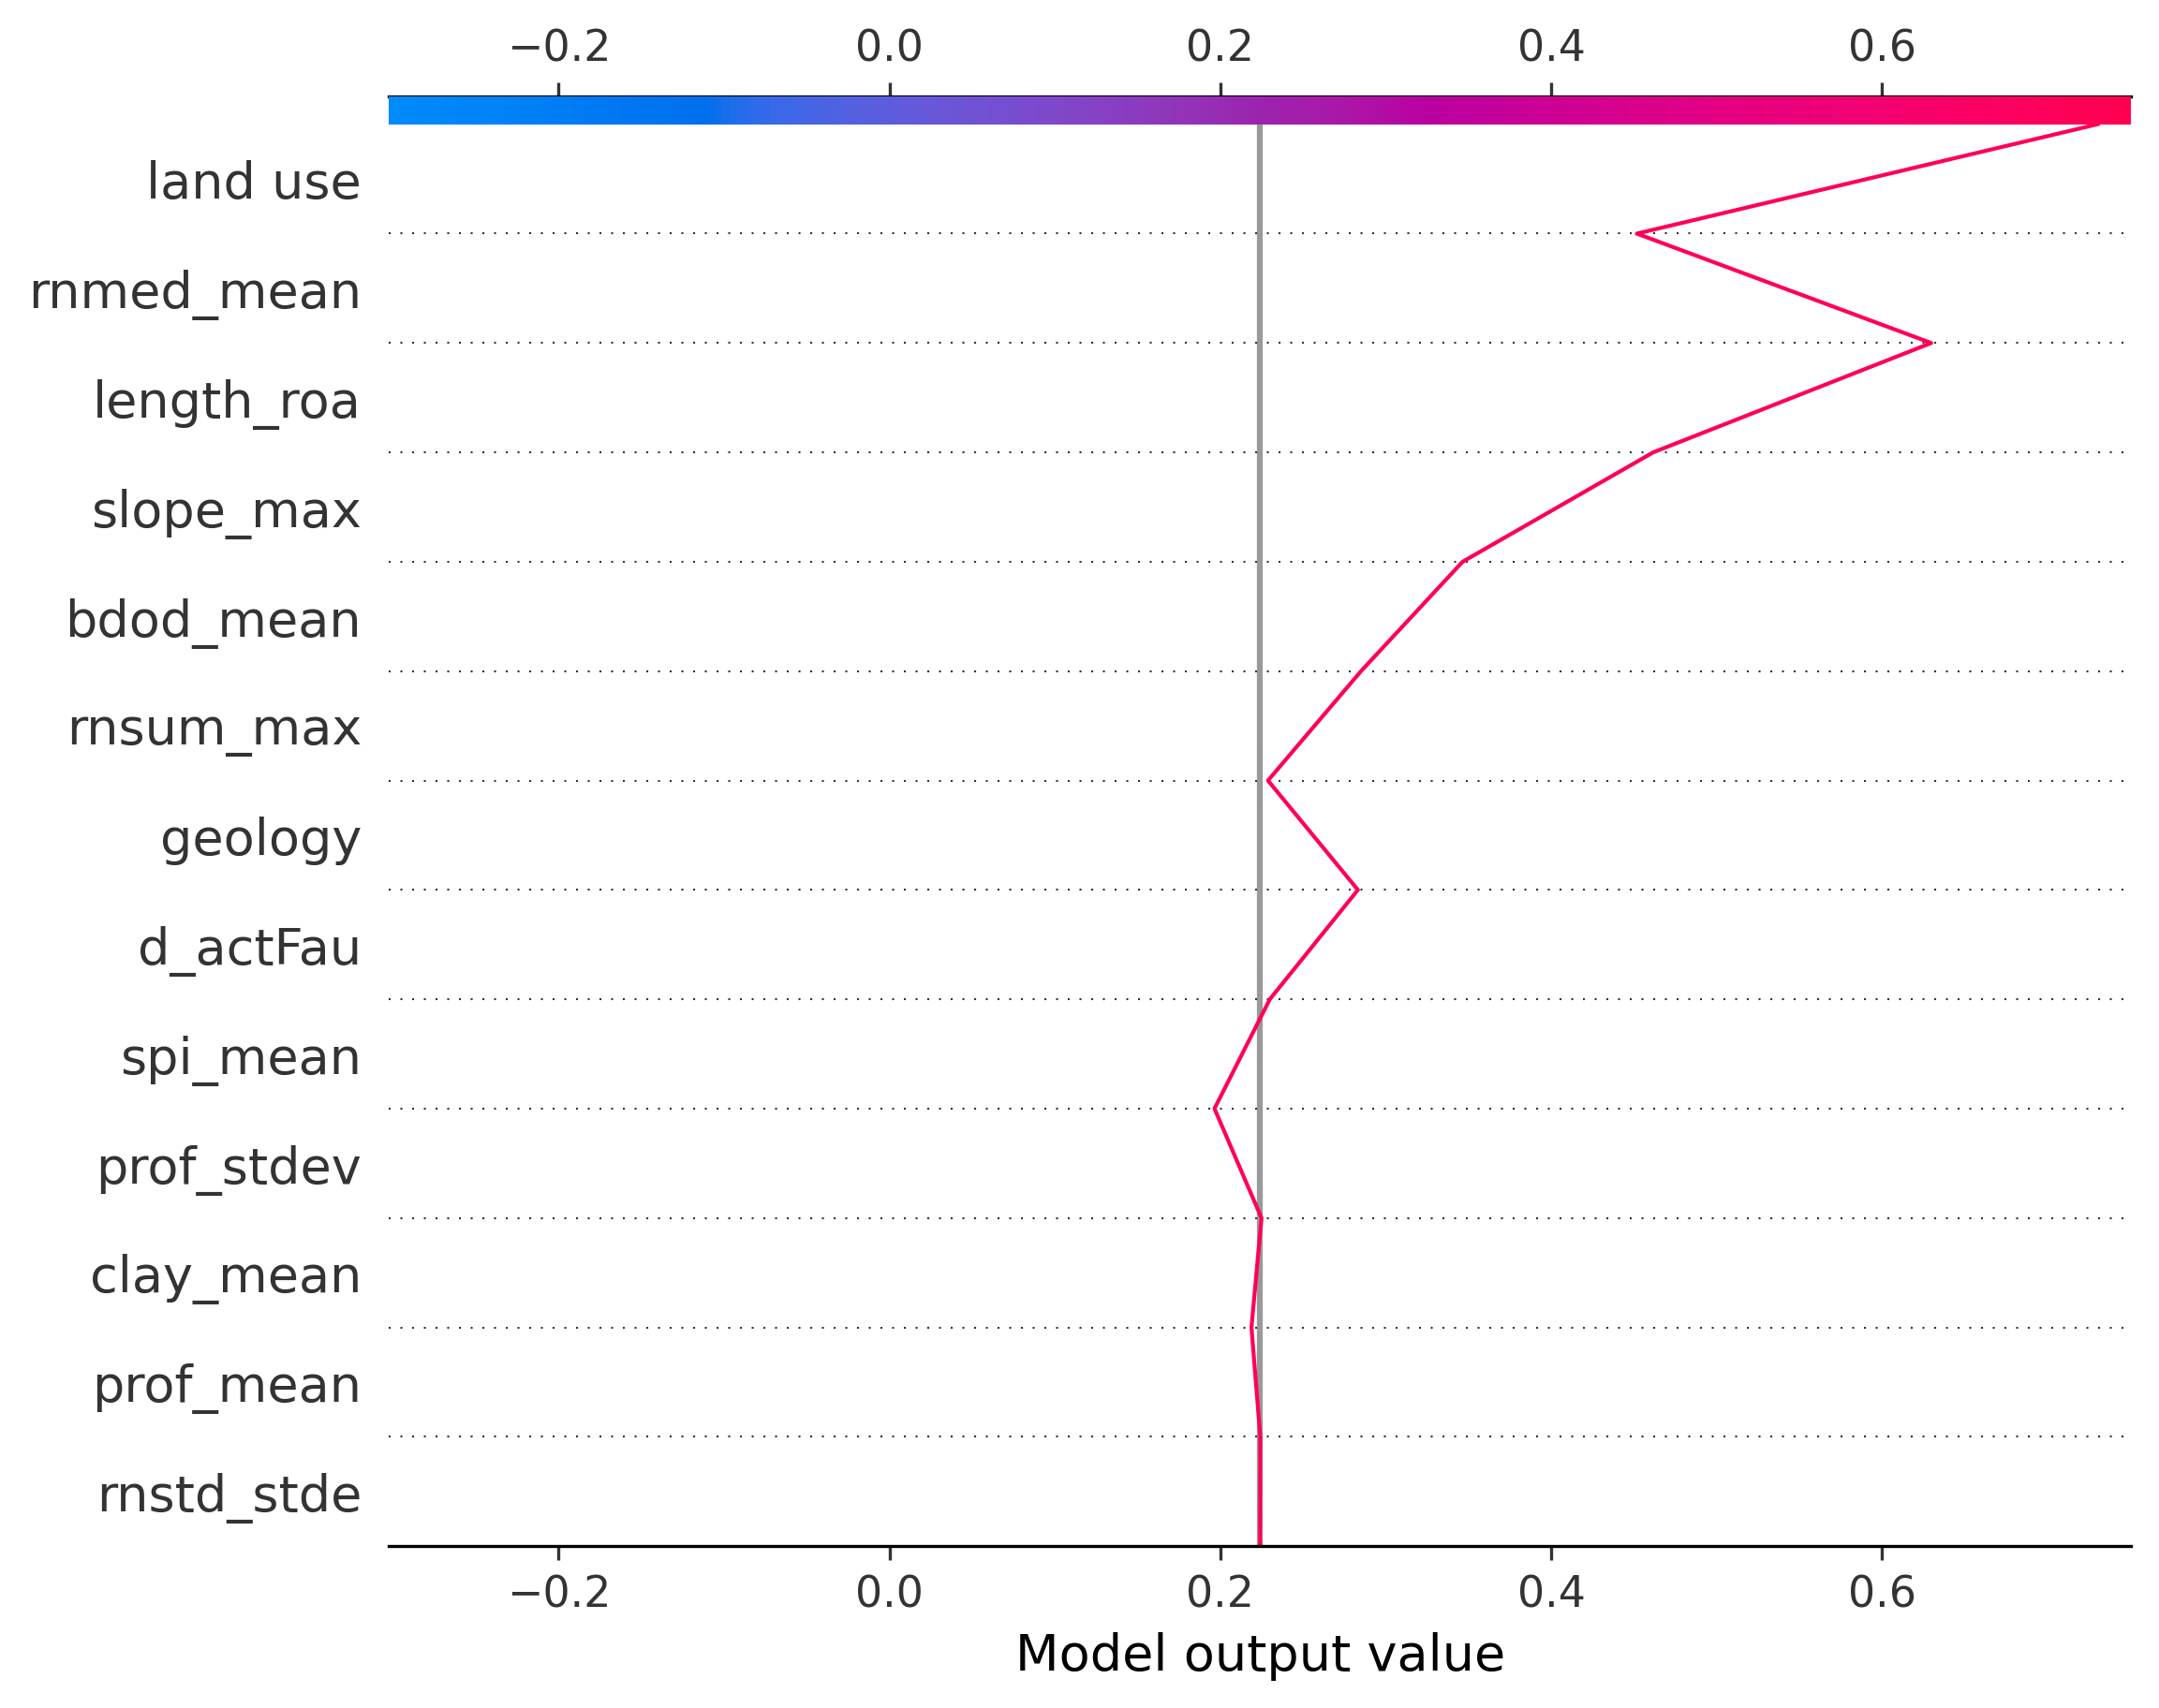 −0.2 0.0 0.2 0.4 0.6
land use
rnmed_mean
length_roa
slope_max
bdod_mean
rnsum_max
geology
d_actFau
spi_mean
prof_stdev
clay_mean
prof_mean
rnstd_stde
−0.2 0.0 0.2 0.4 0.6
Model output value